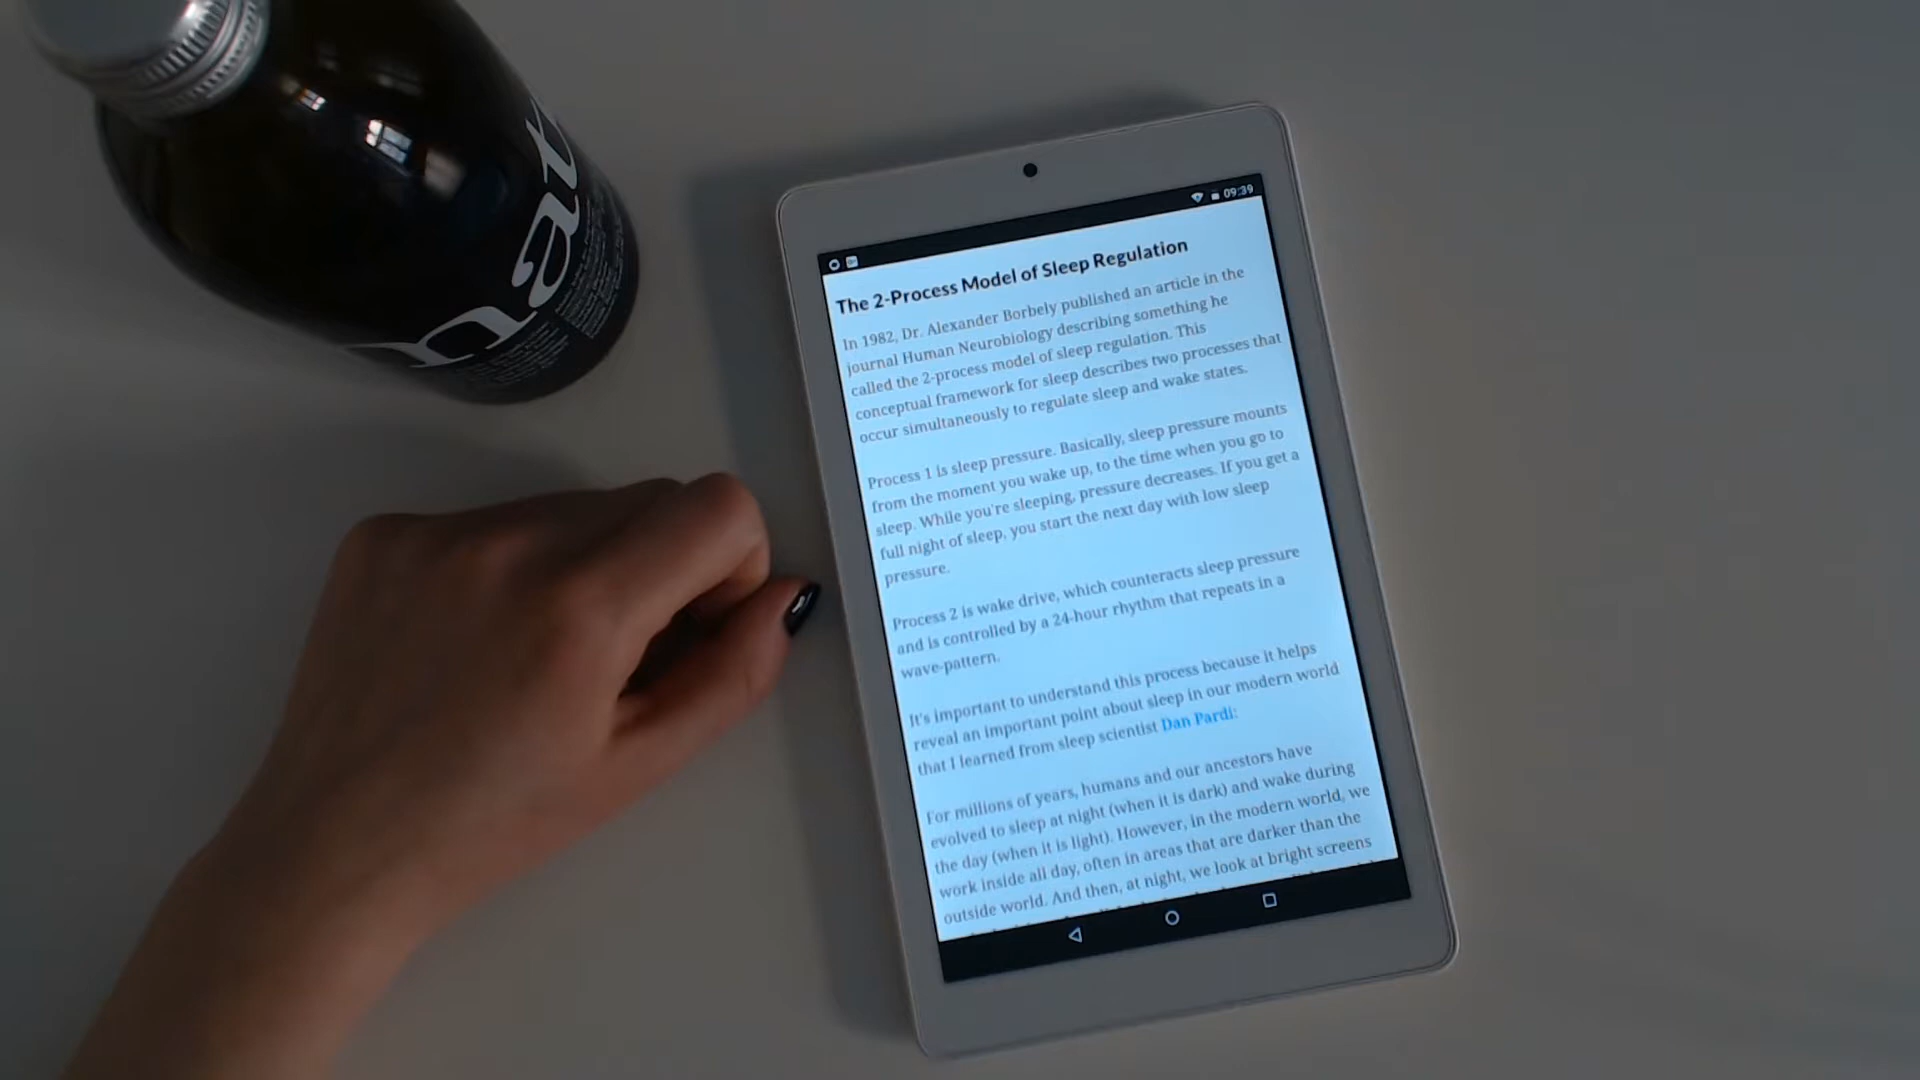 mate
09:39
The 2-Process Model of Sleep Regulation
In 1982, Dr. Alexander Borbely published an article in the
journal Human Neurobiology describing something he
called the 2-process model of sleep regulation. This
conceptual framework for sleep describes two processes that
occur simultaneously to regulate sleep and wake states.
Process 1 is sleep pressure. Basically, sleep pressure mounts
from the moment you wake up, to the time when you go to
sleep. While you're sleeping, pressure decreases. If you get a
full night of sleep, you start the next day with low sleep
pressure.
Process 2 is wake drive, which counteracts sleep pressure
and is controlled by a 24-hour rhythm that repeats in a
wave-pattern.
It's important to understand this process because it helps
reveal an important point about sleep in our modern world
that I learned from sleep scientist Dan Pardi:
For millions of years, humans and our ancestors have
evolved to sleep at night (when it is dark) and wake during
the day (when it is light). However, in the modern world, we
work inside all day, often in areas that are darker than the
outside world. And then, at night, we look at bright screens